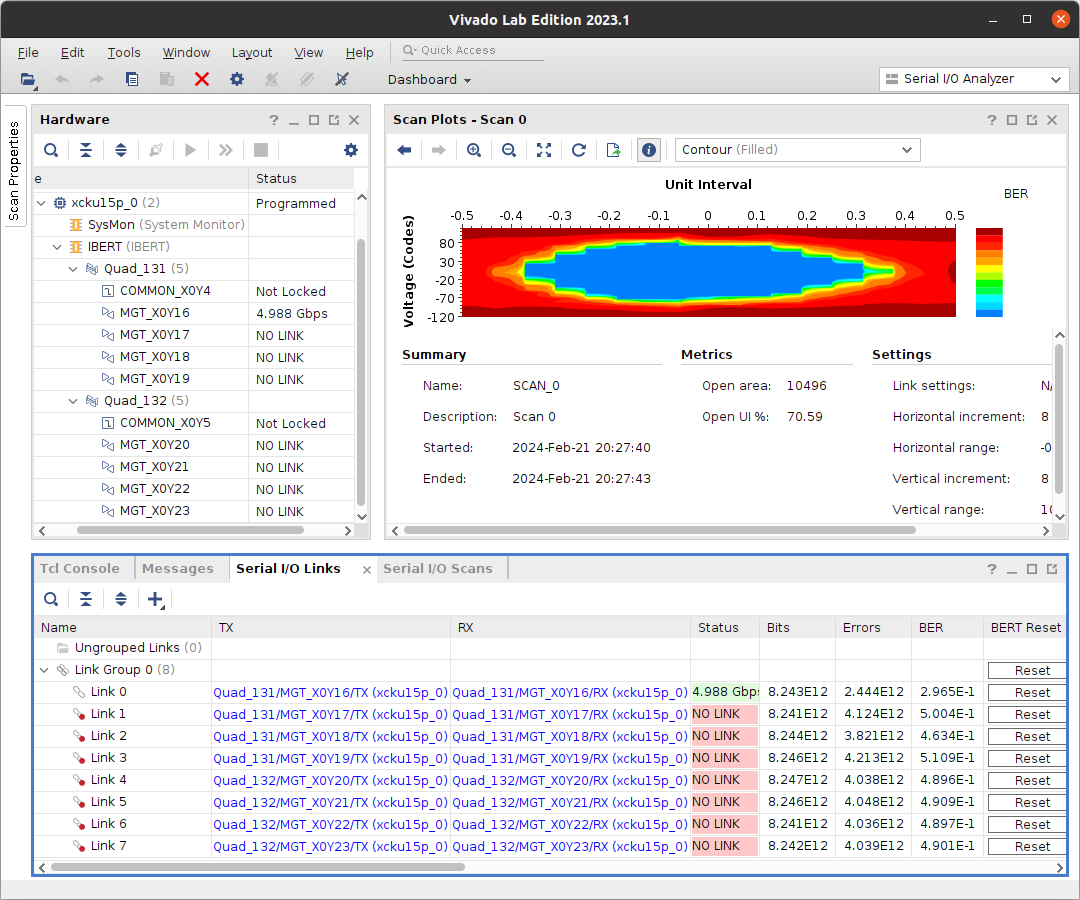 Vivado Lab Edition 2023.1
File Edit Tools Window Layout View Help Quick Access
Dashboard Serial I/O Analyzer
Scan Properties
Hardware
e Status
xcku15p_0 (2) Programmed
SysMon (System Monitor)
IBERT (IBERT)
Quad_131 (5)
COMMON_X0Y4 Not Locked
MGT_X0Y16 4.988 Gbps
MGT_X0Y17 NO LINK
MGT_X0Y18 NO LINK
MGT_X0Y19 NO LINK
Quad_132 (5)
COMMON_X0Y5 Not Locked
MGT_X0Y20 NO LINK
MGT_X0Y21 NO LINK
MGT_X0Y22 NO LINK
MGT_X0Y23 NO LINK
Scan Plots - Scan 0
Contour (Filled)
Unit Interval
BER
-0.5 -0.4 -0.3 -0.2 -0.1 0 0.1 0.2 0.3 0.4 0.5
Voltage (Codes)
80
30
-20
-70
-120
Summary Metrics Settings
Name: SCAN_0 Open area: 10496 Link settings: N/
Description: Scan 0 Open UI %: 70.59 Horizontal increment: 8
Started: 2024-Feb-21 20:27:40 Horizontal range: -0
Ended: 2024-Feb-21 20:27:43 Vertical increment: 8
Vertical range: 10
Tcl Console Messages Serial I/O Links Serial I/O Scans
Name TX RX Status Bits Errors BER BERT Reset
Ungrouped Links (0)
Link Group 0 (8) Reset
Link 0 Quad_131/MGT_X0Y16/TX (xcku15p_0) Quad_131/MGT_X0Y16/RX (xcku15p_0) 4.988 Gbps 8.243E12 2.444E12 2.965E-1 Reset
Link 1 Quad_131/MGT_X0Y17/TX (xcku15p_0) Quad_131/MGT_X0Y17/RX (xcku15p_0) NO LINK 8.241E12 4.124E12 5.004E-1 Reset
Link 2 Quad_131/MGT_X0Y18/TX (xcku15p_0) Quad_131/MGT_X0Y18/RX (xcku15p_0) NO LINK 8.244E12 3.821E12 4.634E-1 Reset
Link 3 Quad_131/MGT_X0Y19/TX (xcku15p_0) Quad_131/MGT_X0Y19/RX (xcku15p_0) NO LINK 8.246E12 4.213E12 5.109E-1 Reset
Link 4 Quad_132/MGT_X0Y20/TX (xcku15p_0) Quad_132/MGT_X0Y20/RX (xcku15p_0) NO LINK 8.247E12 4.038E12 4.896E-1 Reset
Link 5 Quad_132/MGT_X0Y21/TX (xcku15p_0) Quad_132/MGT_X0Y21/RX (xcku15p_0) NO LINK 8.246E12 4.048E12 4.909E-1 Reset
Link 6 Quad_132/MGT_X0Y22/TX (xcku15p_0) Quad_132/MGT_X0Y22/RX (xcku15p_0) NO LINK 8.241E12 4.036E12 4.897E-1 Reset
Link 7 Quad_132/MGT_X0Y23/TX (xcku15p_0) Quad_132/MGT_X0Y23/RX (xcku15p_0) NO LINK 8.242E12 4.039E12 4.901E-1 Reset